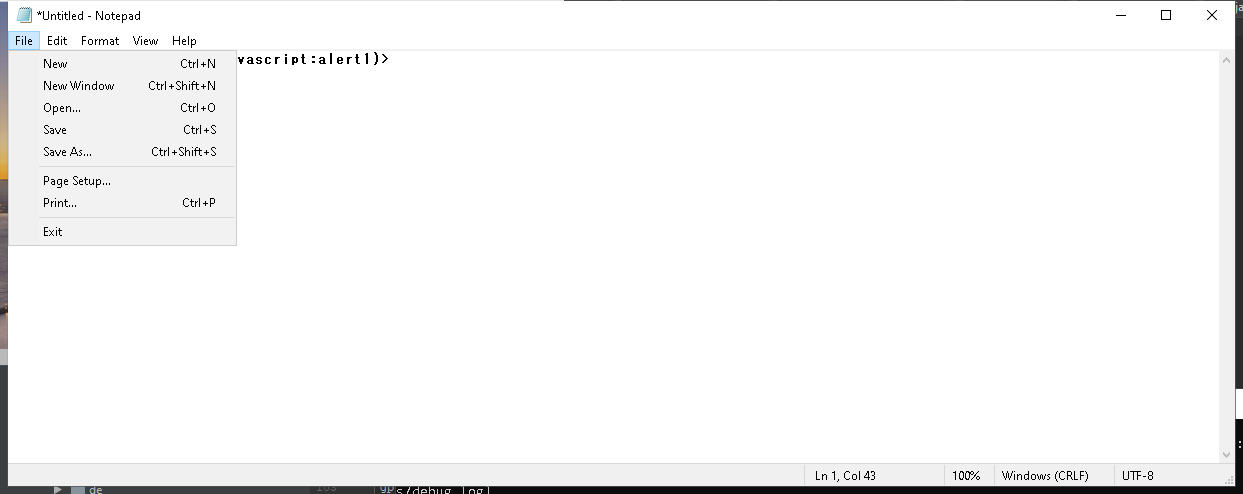 *Untitled - Notepad
File Edit Format View Help
vascript:alert1)>
New Ctrl+N
New Window Ctrl+Shift+N
Open... Ctrl+O
Save Ctrl+S
Save As... Ctrl+Shift+S
Page Setup...
Print... Ctrl+P
Exit
Ln 1, Col 43 100% Windows (CRLF) UTF-8
de